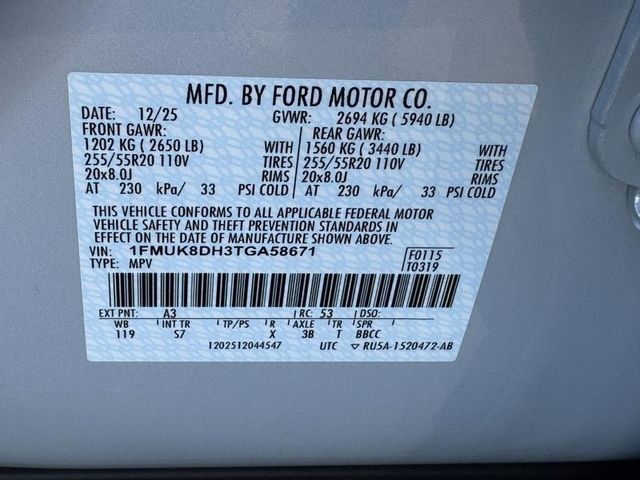 MFD. BY FORD MOTOR CO.
DATE: 12/25 GVWR: 2694 KG ( 5940 LB)
FRONT GAWR: REAR GAWR:
1202 KG ( 2650 LB) WITH 1560 KG ( 3440 LB) WITH
255/55R20 110V TIRES 255/55R20 110V TIRES
20x8.0J RIMS 20x8.0J RIMS
AT 230 kPa/ 33 PSI COLD AT 230 kPa/ 33 PSI COLD
THIS VEHICLE CONFORMS TO ALL APPLICABLE FEDERAL MOTOR
VEHICLE SAFETY AND THEFT PREVENTION STANDARDS IN
EFFECT ON THE DATE OF MANUFACTURE SHOWN ABOVE.
VIN: 1FMUK8DH3TGA58671 F0115
TYPE: MPV T0319
EXT PNT: A3 RC: 53 DSO:
WB INT TR TP/PS R AXLE TR SPR
119 S7 X 3B T BBCC
1202512044547 UTC ▽ RU5A-1520472-AB